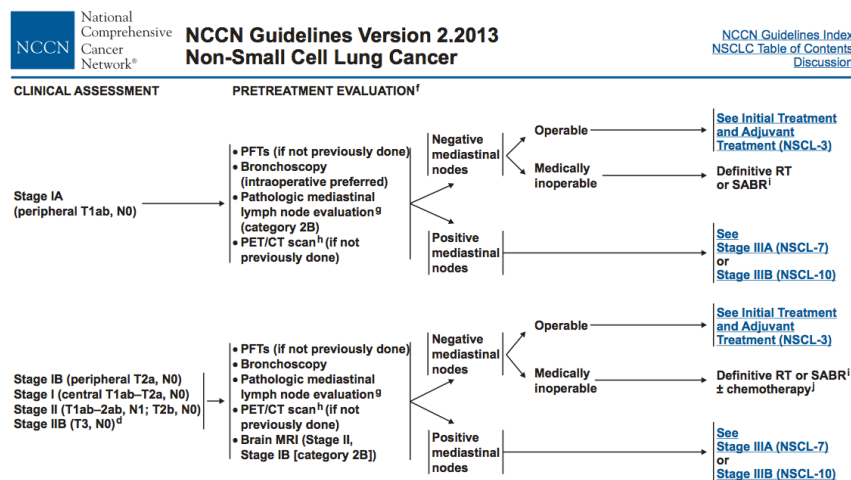 NCCN
National
Comprehensive
Cancer
Network®
NCCN Guidelines Version 2.2013
Non-Small Cell Lung Cancer
NCCN Guidelines Index
NSCLC Table of Contents
Discussion
CLINICAL ASSESSMENT
PRETREATMENT EVALUATIONᶠ
Stage IA
(peripheral T1ab, N0)
• PFTs (if not previously done)
• Bronchoscopy
(intraoperative preferred)
• Pathologic mediastinal
lymph node evaluationᵍ
(category 2B)
• PET/CT scanʰ (if not
previously done)
Negative
mediastinal
nodes
Operable
See Initial Treatment
and Adjuvant
Treatment (NSCL-3)
Medically
inoperable
Definitive RT
or SABRⁱ
Positive
mediastinal
nodes
See
Stage IIIA (NSCL-7)
or
Stage IIIB (NSCL-10)
Stage IB (peripheral T2a, N0)
Stage I (central T1ab–T2a, N0)
Stage II (T1ab–2ab, N1; T2b, N0)
Stage IIB (T3, N0)ᵈ
• PFTs (if not previously done)
• Bronchoscopy
• Pathologic mediastinal
lymph node evaluationᵍ
• PET/CT scanʰ (if not
previously done)
• Brain MRI (Stage II,
Stage IB [category 2B])
Negative
mediastinal
nodes
Operable
See Initial Treatment
and Adjuvant
Treatment (NSCL-3)
Medically
inoperable
Definitive RT or SABRⁱ
± chemotherapyʲ
Positive
mediastinal
nodes
See
Stage IIIA (NSCL-7)
or
Stage IIIB (NSCL-10)